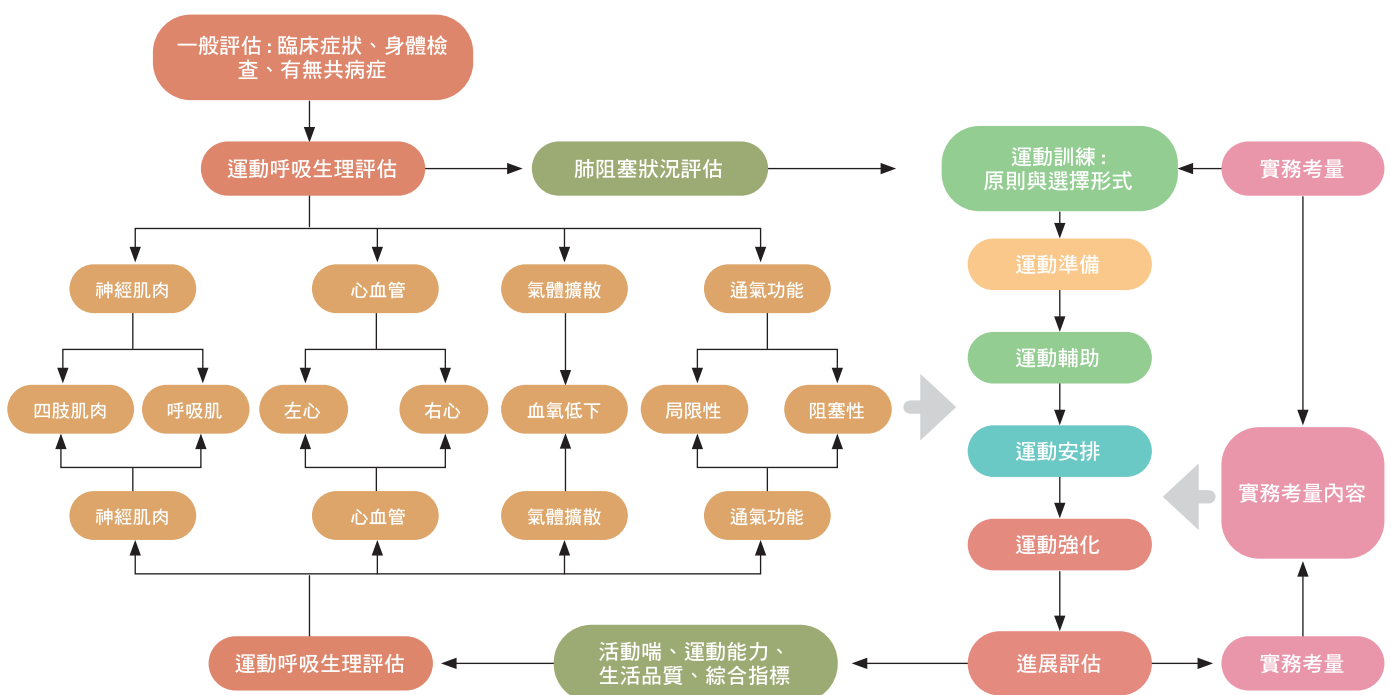 一般評估：臨床症狀、身體檢
查、有無共病症
運動呼吸生理評估
肺阻塞狀況評估
運動訓練：
原則與選擇形式
實務考量
運動準備
神經肌肉
心血管
氣體擴散
通氣功能
運動輔助
四肢肌肉
呼吸肌
左心
右心
血氧低下
局限性
阻塞性
運動安排
實務考量內容
神經肌肉
心血管
氣體擴散
通氣功能
運動強化
運動呼吸生理評估
活動喘、運動能力、
生活品質、綜合指標
進展評估
實務考量